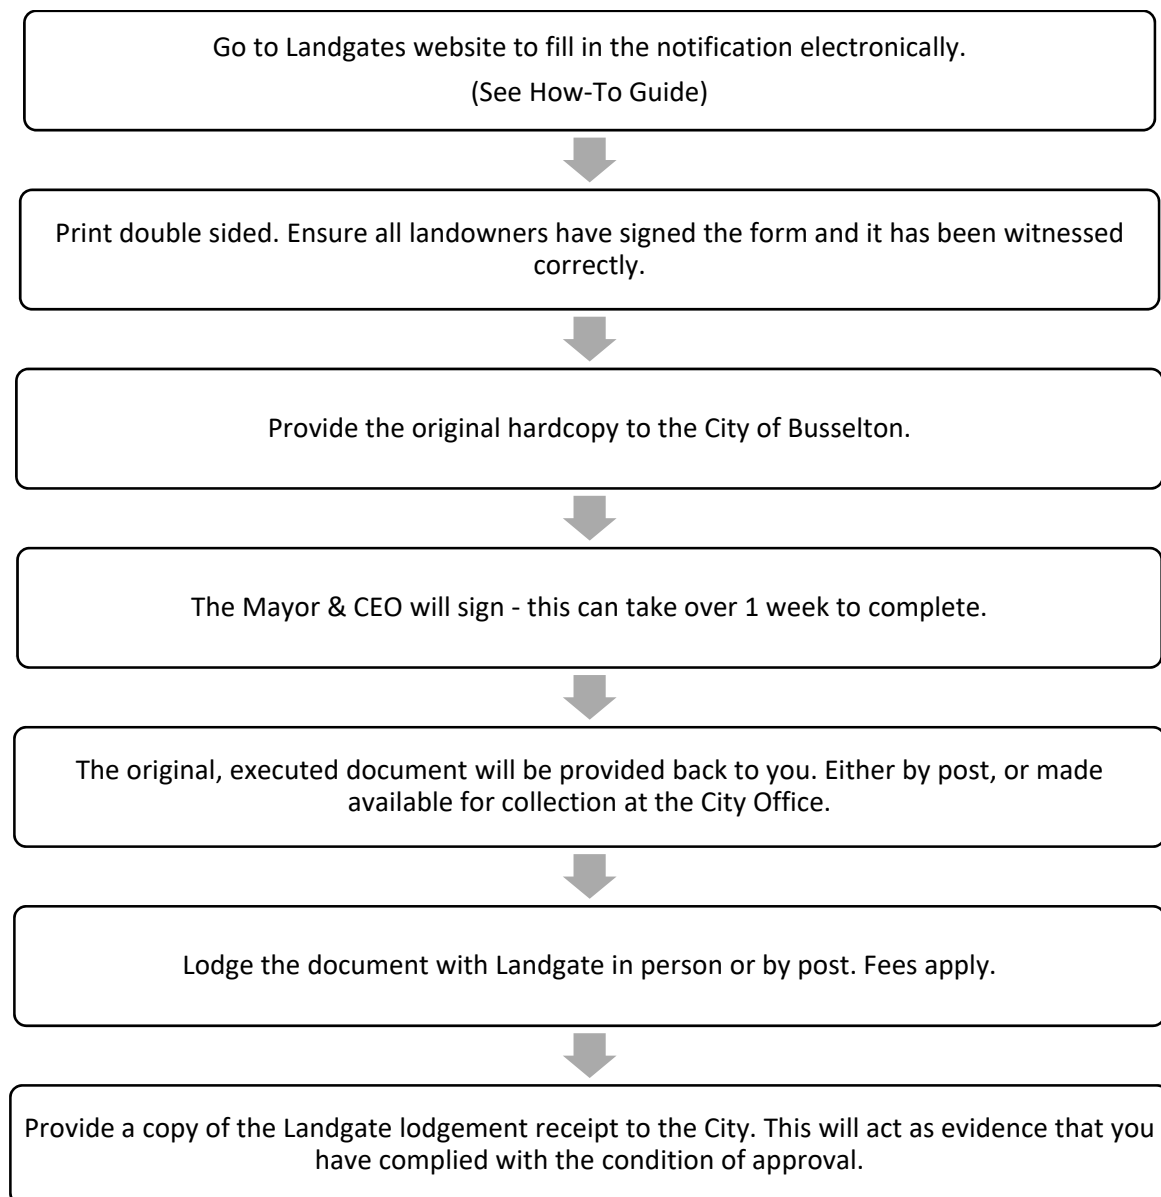 Go to Landgates website to fill in the notification electronically.
(See How-To Guide)
Print double sided. Ensure all landowners have signed the form and it has been witnessed
correctly.
Provide the original hardcopy to the City of Busselton.
The Mayor & CEO will sign - this can take over 1 week to complete.
The original, executed document will be provided back to you. Either by post, or made
available for collection at the City Office.
Lodge the document with Landgate in person or by post. Fees apply.
Provide a copy of the Landgate lodgement receipt to the City. This will act as evidence that you
have complied with the condition of approval.